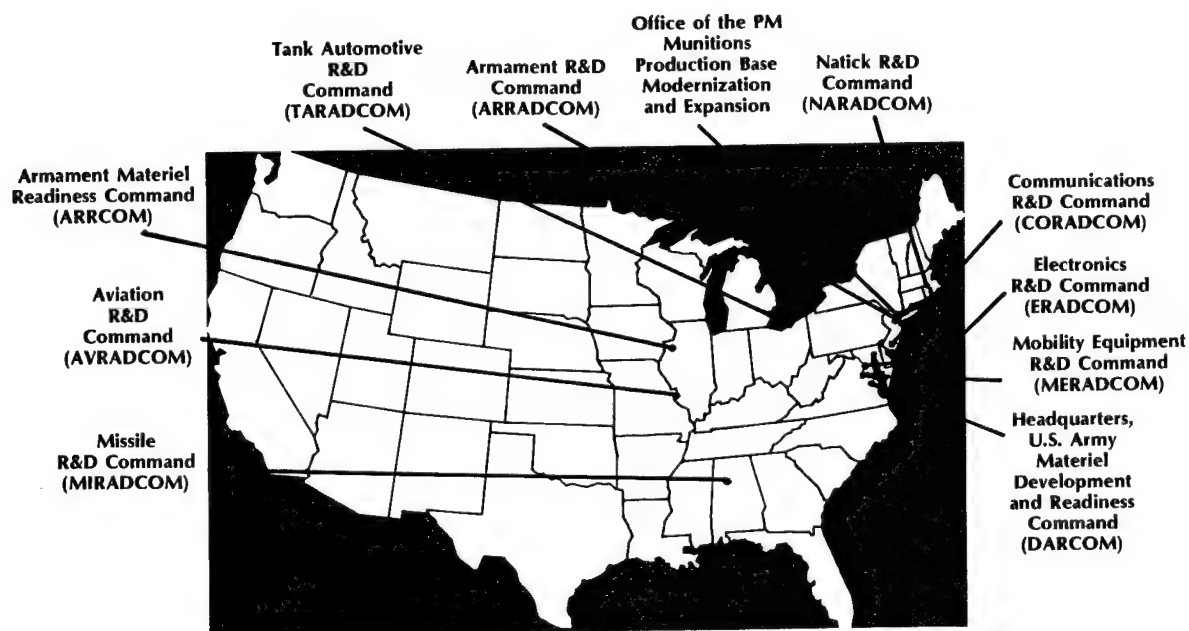 Tank Automotive
R&D
Command
(TARADCOM)
Armament R&D
Command
(ARRADCOM)
Office of the PM
Munitions
Production Base
Modernization
and Expansion
Natick R&D
Command
(NARADCOM)
Armament Materiel
Readiness Command
(ARRCOM)
Aviation
R&D
Command
(AVRADCOM)
Missile
R&D Command
(MIRADCOM)
Communications
R&D Command
(CORADCOM)
Electronics
R&D Command
(ERADCOM)
Mobility Equipment
R&D Command
(MERADCOM)
Headquarters,
U.S. Army
Materiel
Development
and Readiness
Command
(DARCOM)